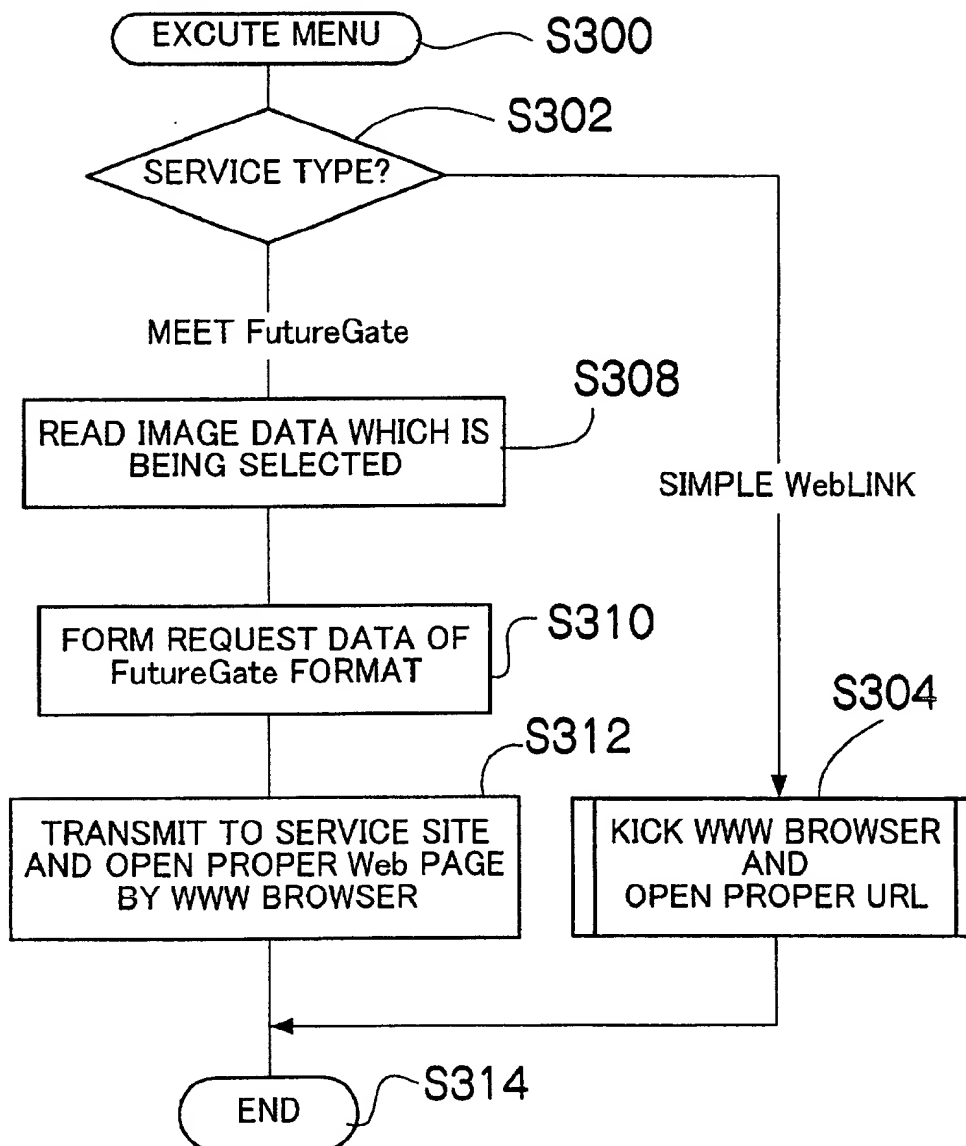 EXCUTE MENU
S300
S302
SERVICE TYPE?
MEET FutureGate
S308
READ IMAGE DATA WHICH IS
BEING SELECTED
SIMPLE WebLINK
S310
FORM REQUEST DATA OF
FutureGate FORMAT
S304
S312
TRANSMIT TO SERVICE SITE
AND OPEN PROPER Web PAGE
BY WWW BROWSER
KICK WWW BROWSER
AND
OPEN PROPER URL
S314
END